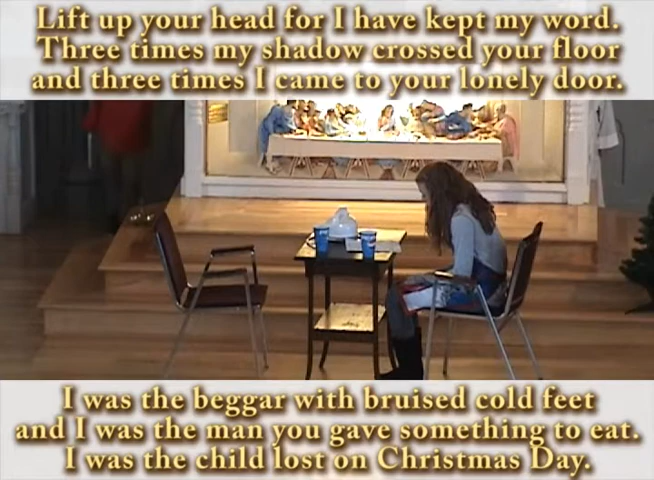 Lift up your head for I have kept my word.
Three times my shadow crossed your floor
and three times I came to your lonely door.
I was the beggar with bruised cold feet
and I was the man you gave something to eat.
I was the child lost on Christmas Day.